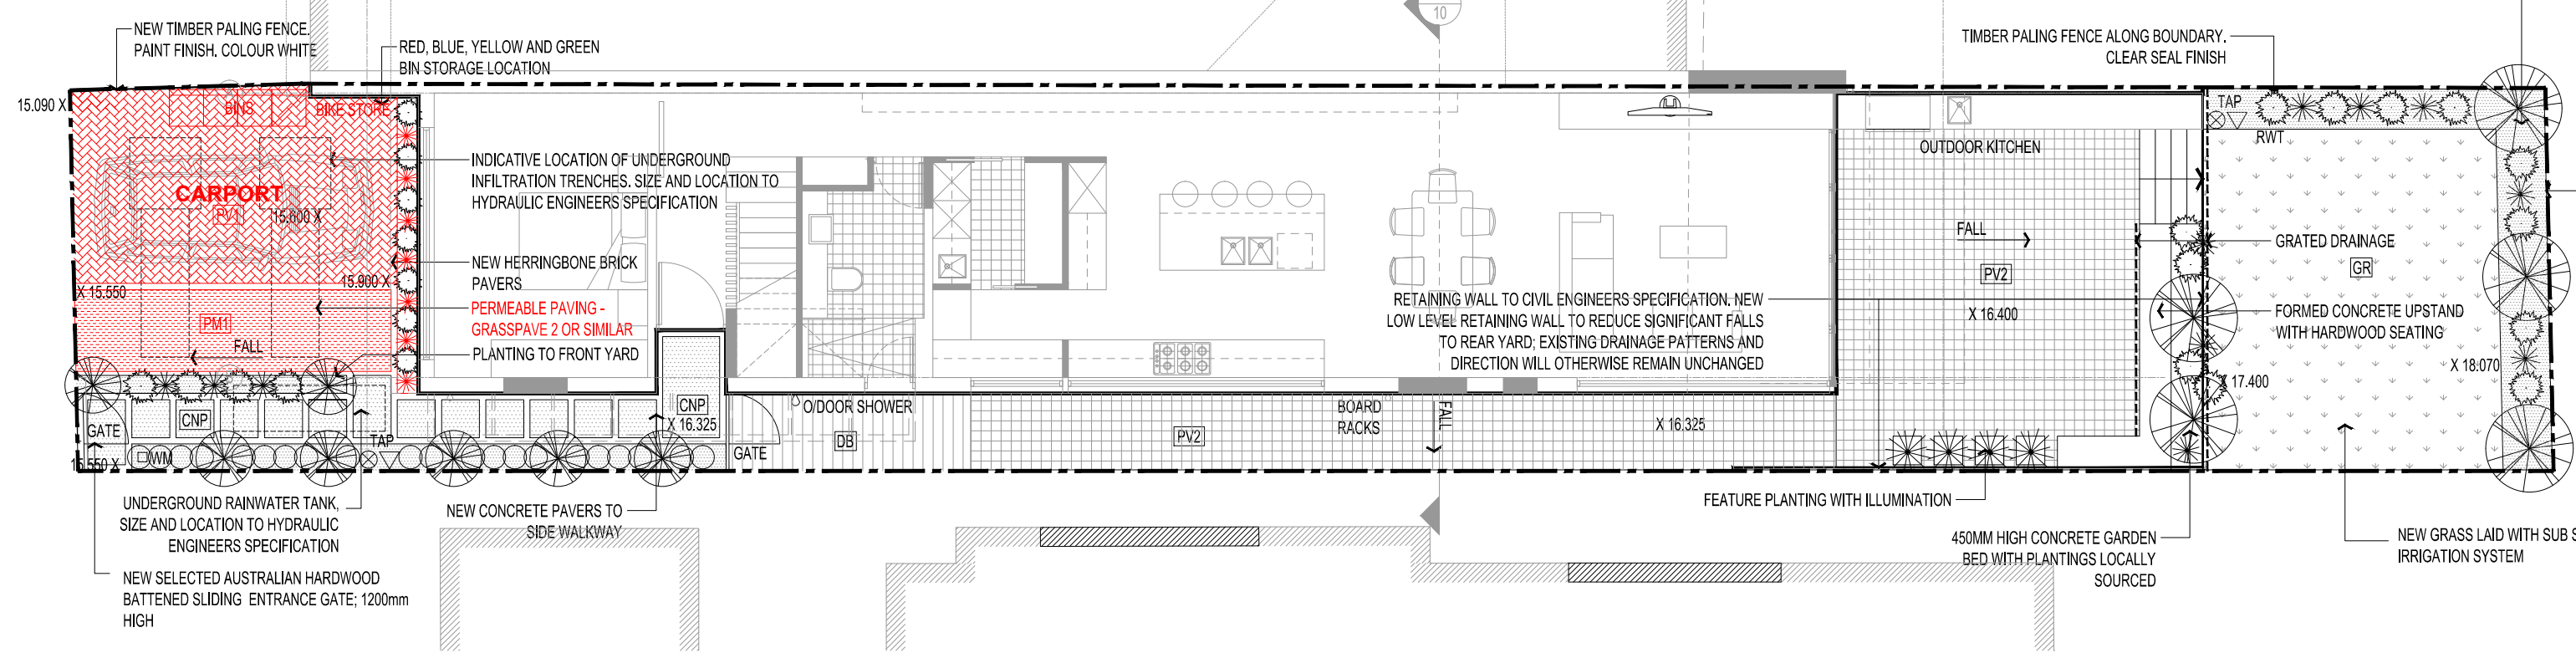 10
NEW TIMBER PALING FENCE.
PAINT FINISH. COLOUR WHITE
RED, BLUE, YELLOW AND GREEN
BIN STORAGE LOCATION
TIMBER PALING FENCE ALONG BOUNDARY.
CLEAR SEAL FINISH
15.090 X
BINS
BIKE STORE
TAP
RWT
OUTDOOR KITCHEN
INDICATIVE LOCATION OF UNDERGROUND
INFILTRATION TRENCHES. SIZE AND LOCATION TO
HYDRAULIC ENGINEERS SPECIFICATION
CARPORT
PV1
15.600 X
FALL
PV2
X 16.400
GRATED DRAINAGE
GR
NEW HERRINGBONE BRICK
PAVERS
15.900 X
X 15.550
PERMEABLE PAVING -
GRASSPAVE 2 OR SIMILAR
PM1
FALL
PLANTING TO FRONT YARD
RETAINING WALL TO CIVIL ENGINEERS SPECIFICATION. NEW
LOW LEVEL RETAINING WALL TO REDUCE SIGNIFICANT FALLS
TO REAR YARD; EXISTING DRAINAGE PATTERNS AND
DIRECTION WILL OTHERWISE REMAIN UNCHANGED
FORMED CONCRETE UPSTAND
WITH HARDWOOD SEATING
X 18.070
X 17.400
CNP
GATE
TAP
WM
15.550 X
CNP
X 16.325
GATE
O/DOOR SHOWER
DB
PV2
BOARD
RACKS
FALL
X 16.325
UNDERGROUND RAINWATER TANK,
SIZE AND LOCATION TO HYDRAULIC
ENGINEERS SPECIFICATION
NEW SELECTED AUSTRALIAN HARDWOOD
BATTENED SLIDING ENTRANCE GATE; 1200mm
HIGH
NEW CONCRETE PAVERS TO
SIDE WALKWAY
FEATURE PLANTING WITH ILLUMINATION
450MM HIGH CONCRETE GARDEN
BED WITH PLANTINGS LOCALLY
SOURCED
NEW GRASS LAID WITH SUB S
IRRIGATION SYSTEM